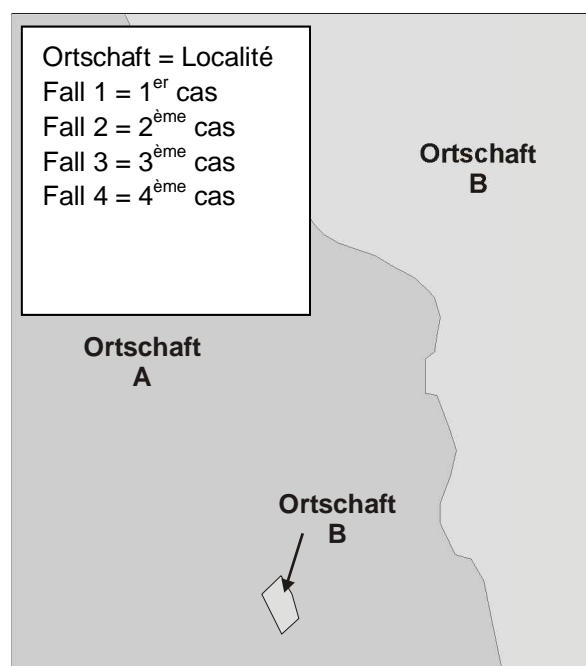 Ortschaft = Localité
Fall 1 = 1er cas
Fall 2 = 2ème cas
Fall 3 = 3ème cas
Fall 4 = 4ème cas
Ortschaft
B
Ortschaft
A
Ortschaft
B